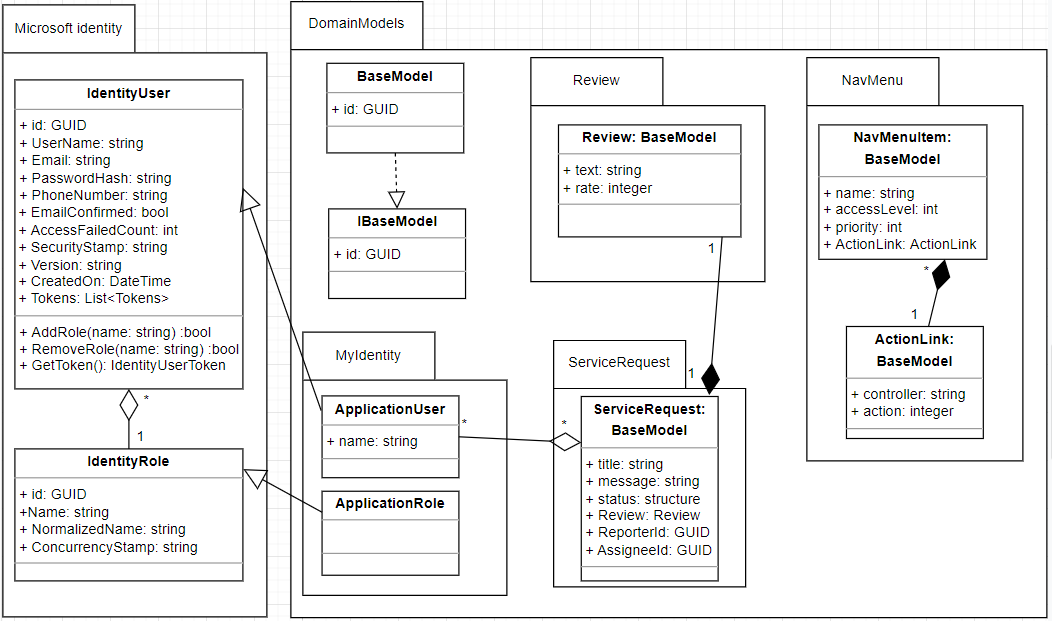 Microsoft identity
IdentityUser
+ id: GUID
+ UserName: string
+ Email: string
+ PasswordHash: string
+ PhoneNumber: string
+ EmailConfirmed: bool
+ AccessFailedCount: int
+ SecurityStamp: string
+ Version: string
+ CreatedOn: DateTime
+ Tokens: List<Tokens>
+ AddRole(name: string) :bool
+ RemoveRole(name: string) :bool
+ GetToken(): IdentityUserToken
*
1
IdentityRole
+ id: GUID
+Name: string
+ NormalizedName: string
+ ConcurrencyStamp: string
DomainModels
BaseModel
+ id: GUID
IBaseModel
+ id: GUID
MyIdentity
ApplicationUser
+ name: string
*
ApplicationRole
Review
Review: BaseModel
+ text: string
+ rate: integer
1
ServiceRequest
1
*
ServiceRequest:
BaseModel
+ title: string
+ message: string
+ status: structure
+ Review: Review
+ ReporterId: GUID
+ AssigneeId: GUID
NavMenu
NavMenuItem:
BaseModel
+ name: string
+ accessLevel: int
+ priority: int
+ ActionLink: ActionLink
*
1
ActionLink:
BaseModel
+ controller: string
+ action: integer